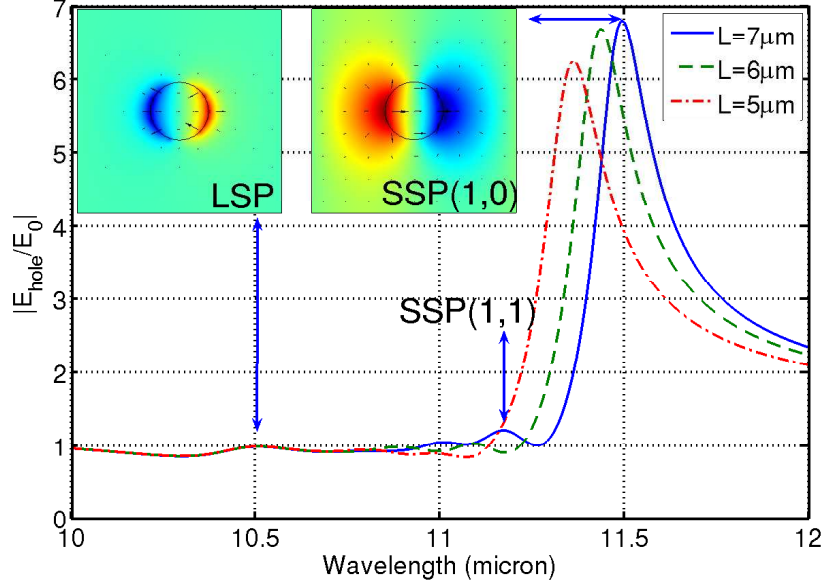 7
6
5
4
3
2
1
0
|E_hole/E_0|
LSP
SSP(1,0)
SSP(1,1)
L=7μm
L=6μm
L=5μm
10
10.5
11
11.5
12
Wavelength (micron)